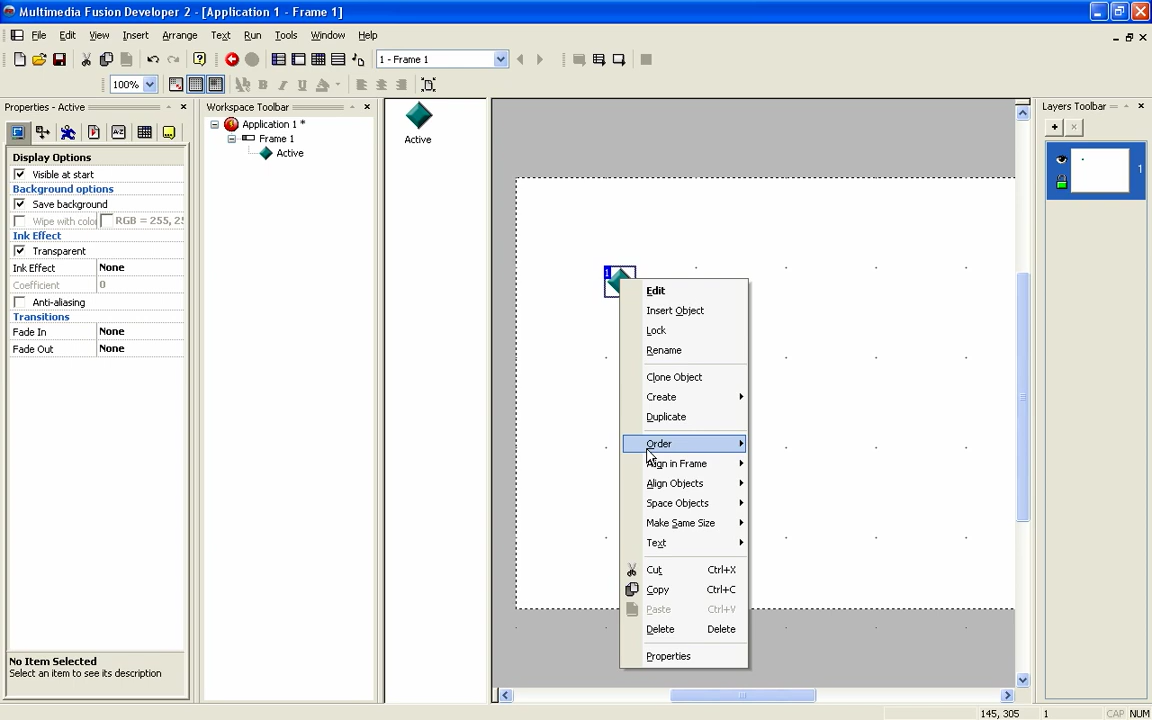 Multimedia Fusion Developer 2 - [Application 1 - Frame 1]
File Edit View Insert Arrange Text Run Tools Window Help
1 - Frame 1
100%
Properties - Active
Display Options
Visible at start
Background options
Save background
Wipe with color RGB = 255, 25
Ink Effect
Transparent
Ink Effect None
Coefficient 0
Anti-aliasing
Transitions
Fade In None
Fade Out None
No Item Selected
Select an item to see its description
Workspace Toolbar
Application 1 *
Frame 1
Active
Active
1
Edit
Insert Object
Lock
Rename
Clone Object
Create
Duplicate
Order
Align in Frame
Align Objects
Space Objects
Make Same Size
Text
Cut Ctrl+X
Copy Ctrl+C
Paste Ctrl+V
Delete Delete
Properties
Layers Toolbar
1
145, 305 1 CAP NUM